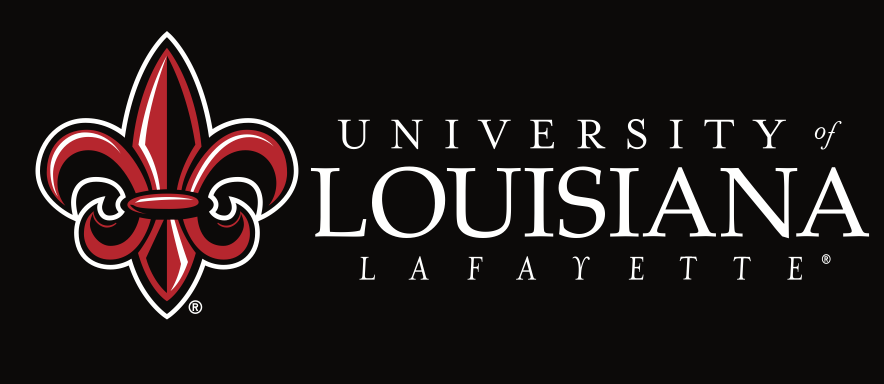 UNIVERSITY of
LOUISIANA
LAFAYETTE®
®